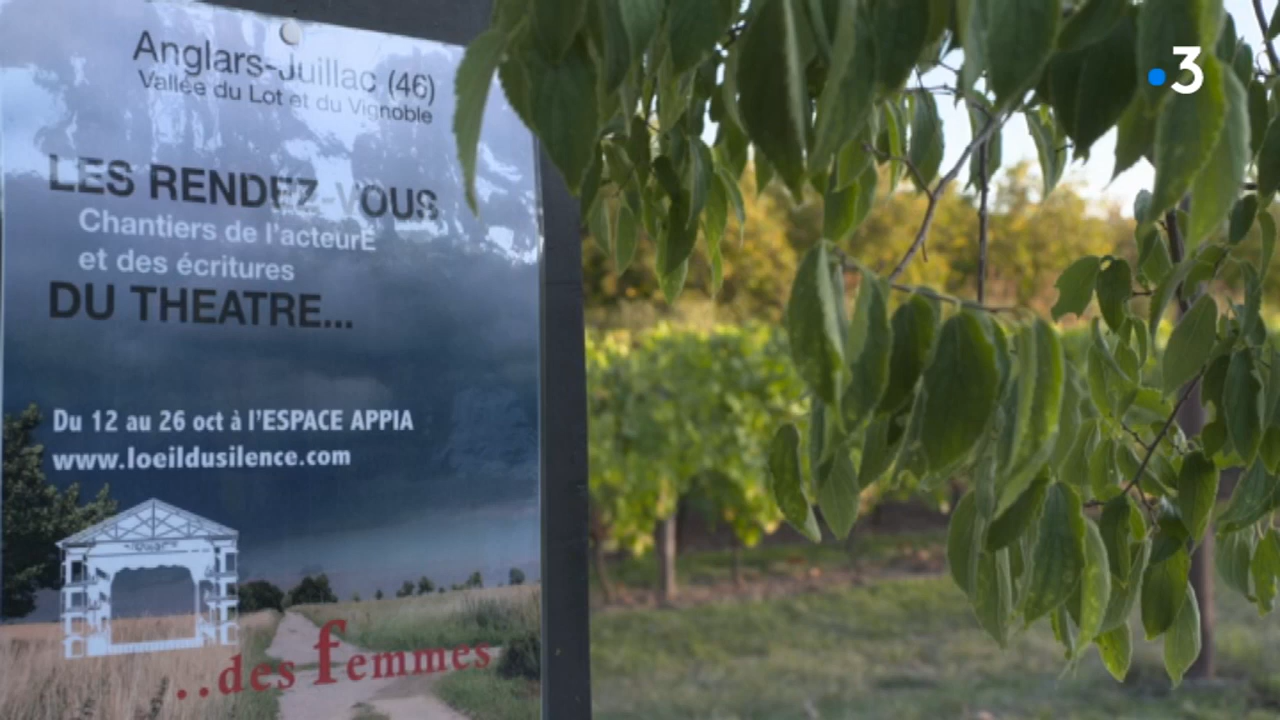 Anglars-Juillac (46)
Vallée du Lot et du Vignoble
LES RENDEZ-VOUS
Chantiers de l'acteurE
et des écritures
DU THEATRE...
Du 12 au 26 oct à l'ESPACE APPIA
www.loeildusilence.com
..des femmes
3